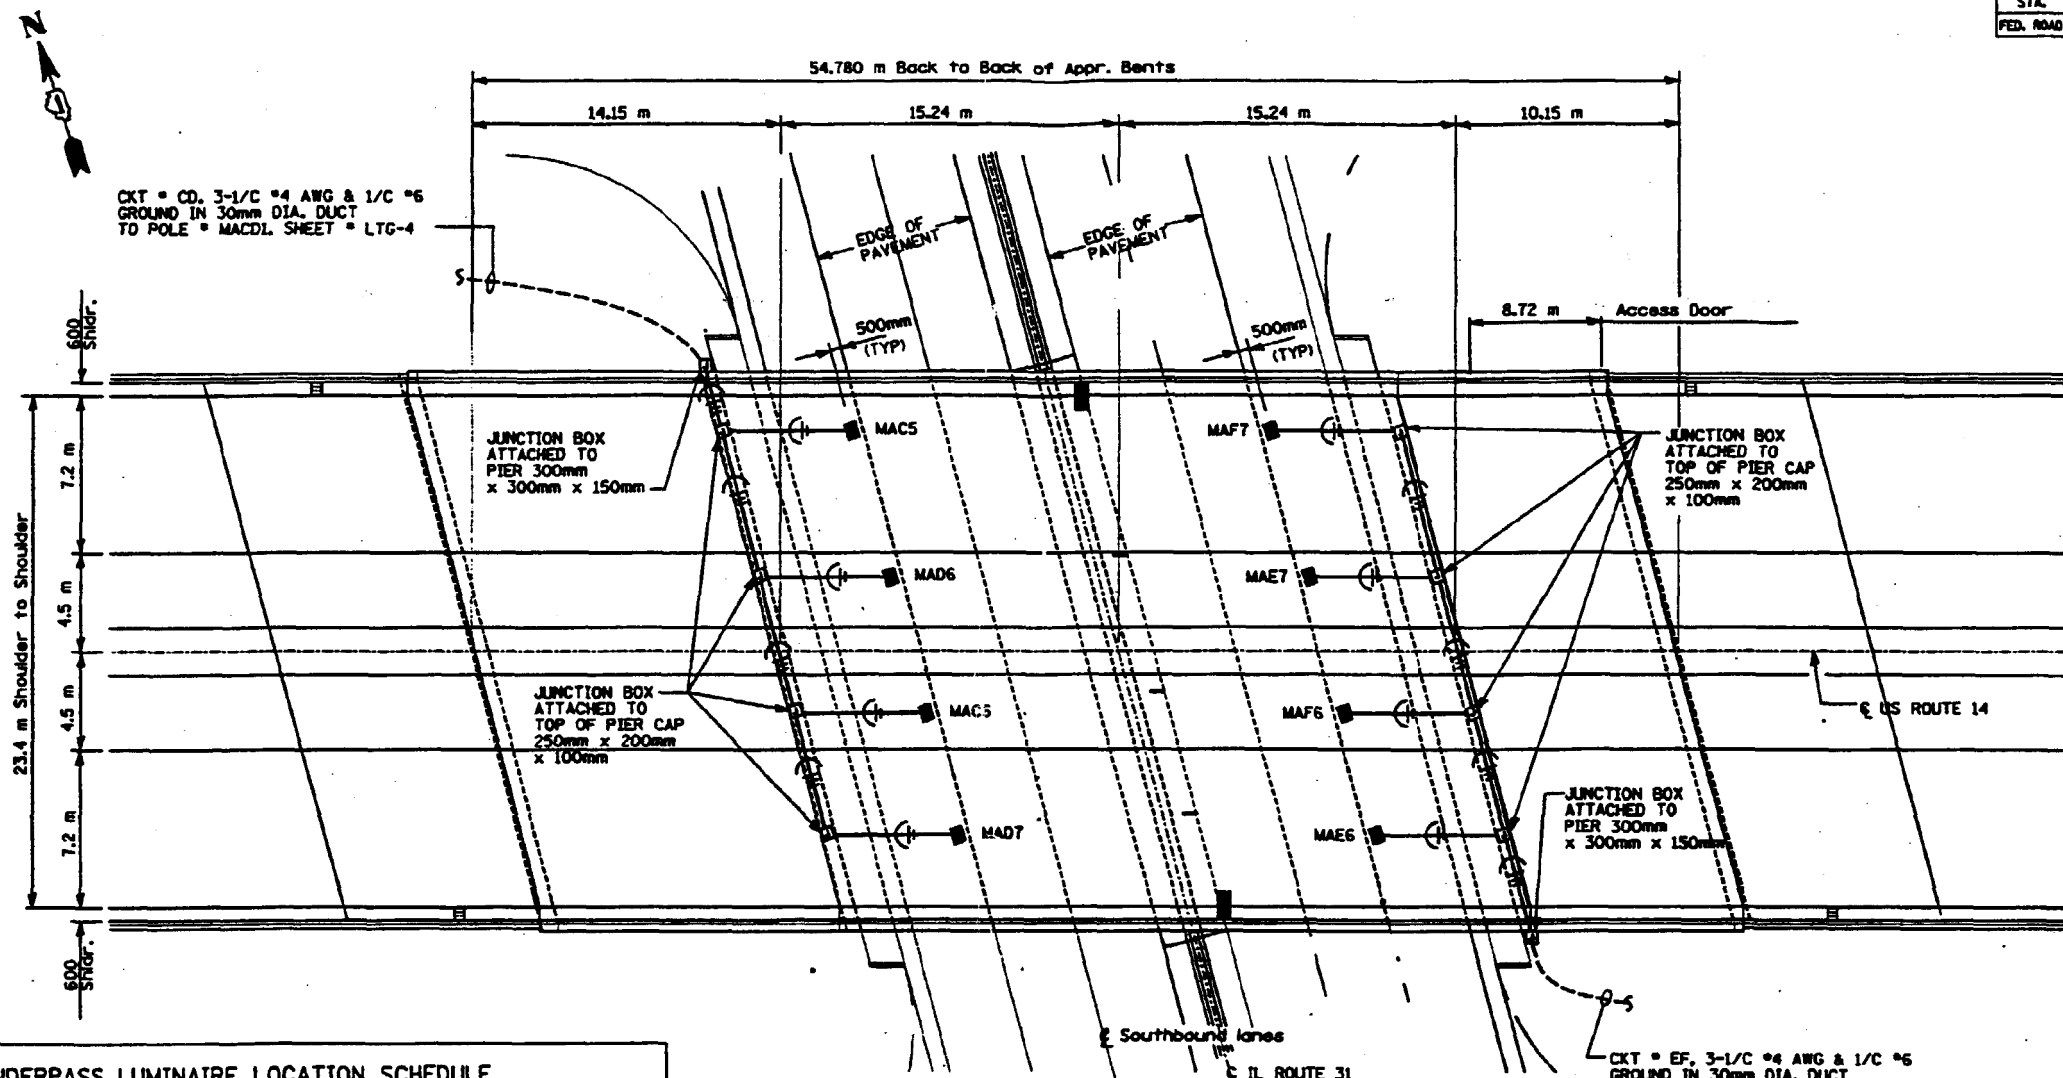 STA.
FED. ROAD
N
54.780 m Back to Back of Appr. Bents
14.15 m
15.24 m
15.24 m
10.15 m
CKT # CD, 3-1/C #4 AWG & 1/C #6
GROUND IN 30mm DIA. DUCT
TO POLE # MACD1. SHEET # LTG-4
S
EDGE OF
PAVEMENT
EDGE OF
PAVEMENT
600
Shldr.
500mm
(TYP)
500mm
(TYP)
8.72 m
Access Door
JUNCTION BOX
ATTACHED TO
PIER 300mm
x 300mm x 150mm
MAC5
MAF7
JUNCTION BOX
ATTACHED TO
TOP OF PIER CAP
250mm x 200mm
x 100mm
7.2 m
23.4 m Shoulder to Shoulder
4.5 m
MAD6
MAE7
4.5 m
JUNCTION BOX
ATTACHED TO
TOP OF PIER CAP
250mm x 200mm
x 100mm
MAC6
MAF6
℄ US ROUTE 14
7.2 m
MAD7
MAE6
JUNCTION BOX
ATTACHED TO
PIER 300mm
x 300mm x 150mm
600
Shldr.
S
℄ Southbound lanes
℄ IL ROUTE 31
CKT # EF, 3-1/C #4 AWG & 1/C #6
GROUND IN 30mm DIA. DUCT
UNDERPASS LUMINAIRE LOCATION SCHEDULE